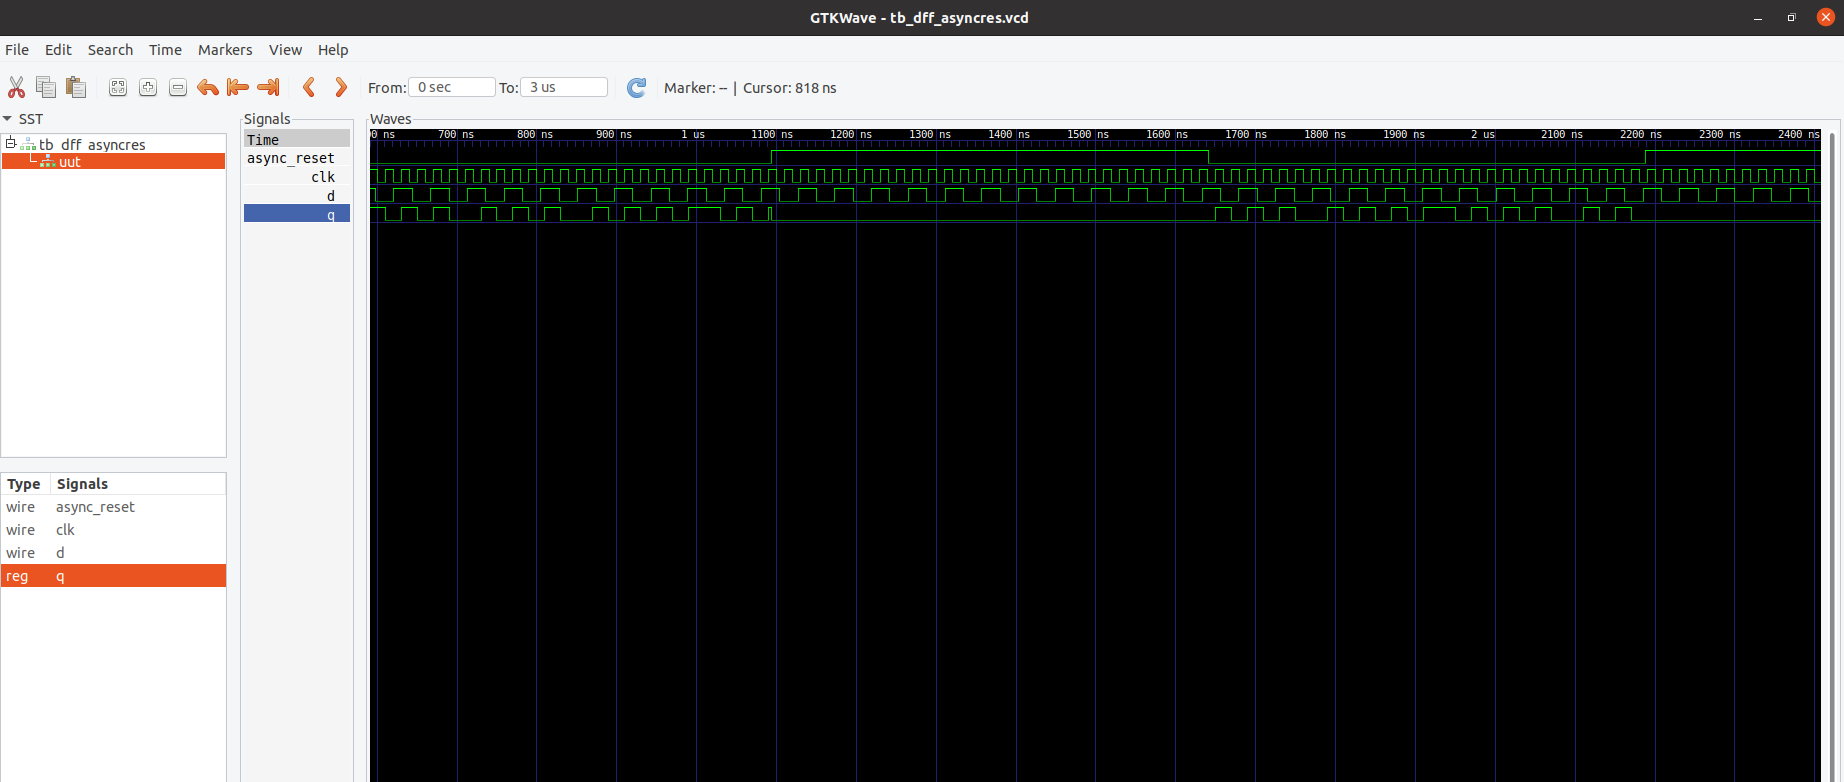 GTKWave - tb_dff_asyncres.vcd
File Edit Search Time Markers View Help
From: 0 sec To: 3 us Marker: -- | Cursor: 818 ns
SST
tb_dff_asyncres
uut
Type Signals
wire async_reset
wire clk
wire d
reg q
Signals
Time
async_reset
clk
d
q
Waves
0 ns 700 ns 800 ns 900 ns 1 us 1100 ns 1200 ns 1300 ns 1400 ns 1500 ns 1600 ns 1700 ns 1800 ns 1900 ns 2 us 2100 ns 2200 ns 2300 ns 2400 ns